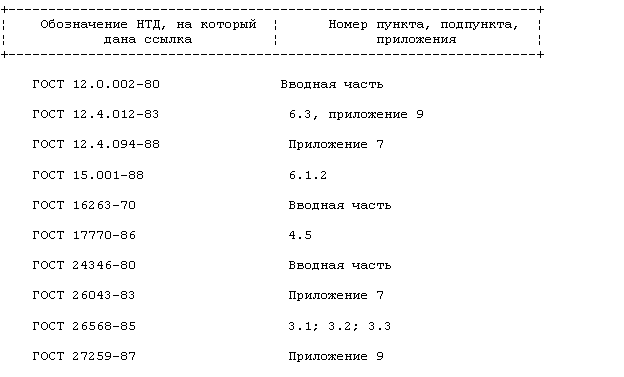 Обозначение НТД, на который ¦ Номер пункта, подпункта,
дана ссылка ¦ приложения
ГОСТ 12.0.002-80 Вводная часть
ГОСТ 12.4.012-83 6.3, приложение 9
ГОСТ 12.4.094-88 Приложение 7
ГОСТ 15.001-88 6.1.2
ГОСТ 16263-70 Вводная часть
ГОСТ 17770-86 4.5
ГОСТ 24346-80 Вводная часть
ГОСТ 26043-83 Приложение 7
ГОСТ 26568-85 3.1; 3.2; 3.3
ГОСТ 27259-87 Приложение 9